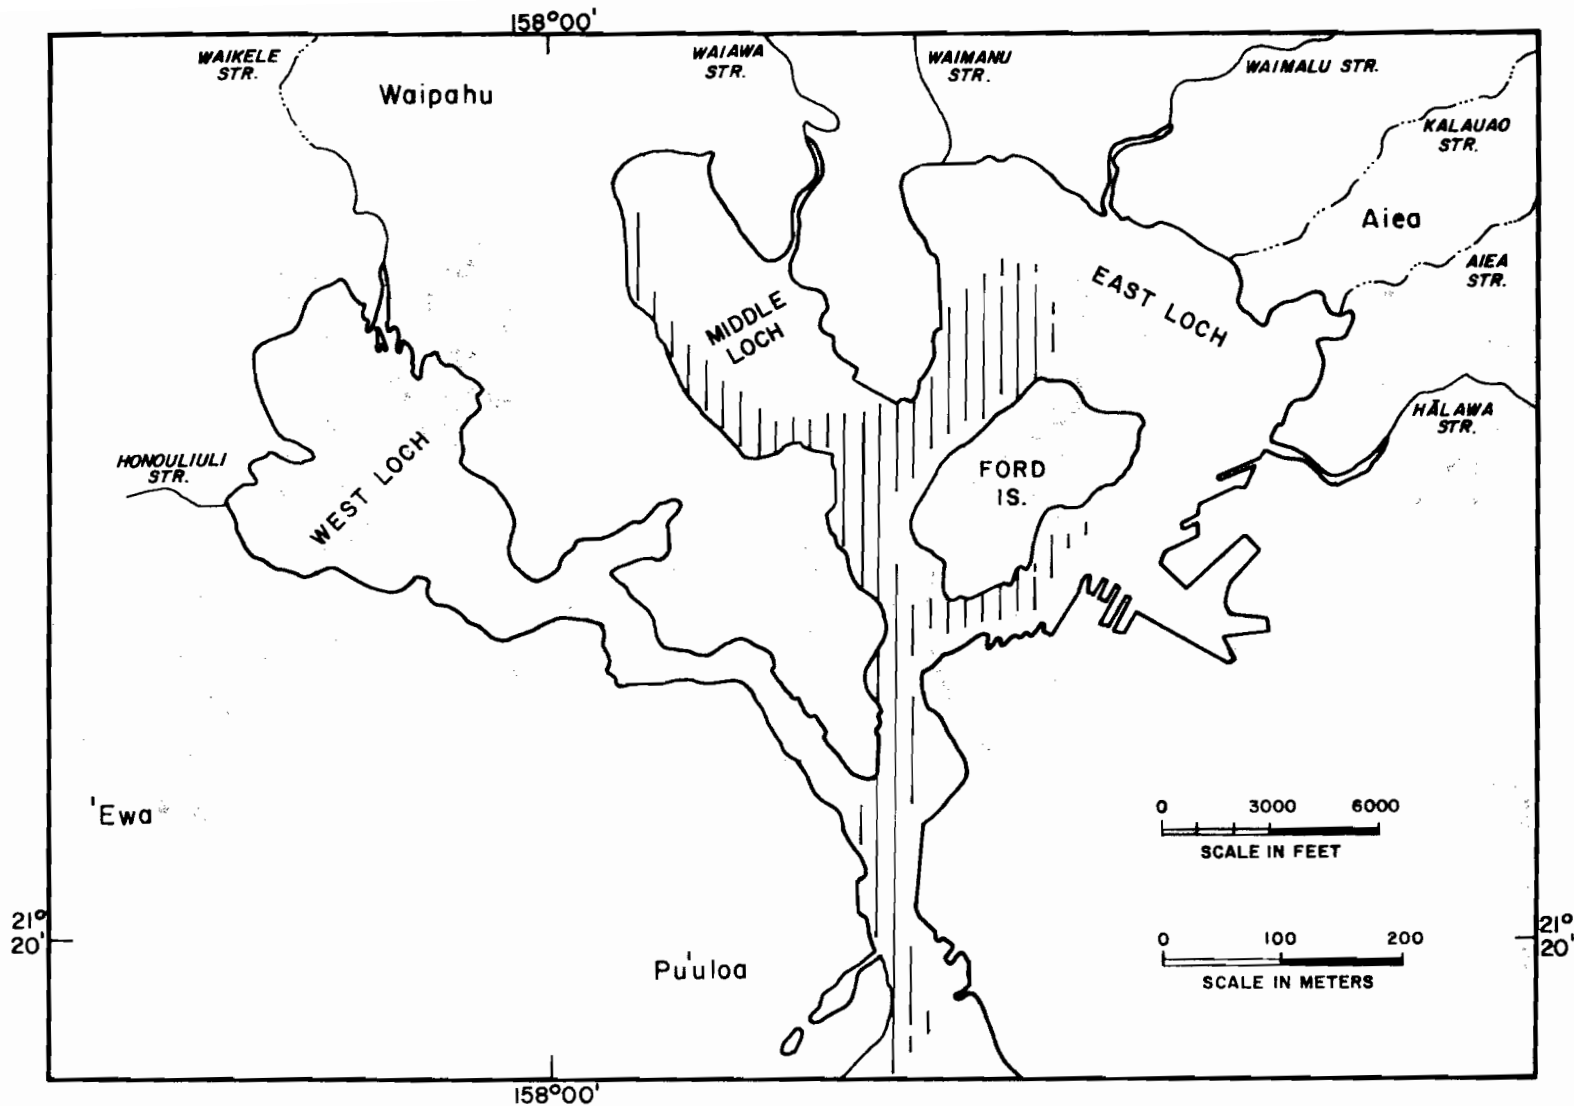 158°00'
WAIKELE
STR.
Waipahu
WAIAWA
STR.
WAIMANU
STR.
WAIMALU STR.
KALAUAO
STR.
Aiea
AIEA
STR.
EAST LOCH
MIDDLE
LOCH
HĀLAWA
STR.
HONOULIULI
STR.
WEST LOCH
FORD
IS.
'Ewa
0 3000 6000
SCALE IN FEET
21°
20'
21°
20'
0 100 200
SCALE IN METERS
Pu'uloa
158°00'